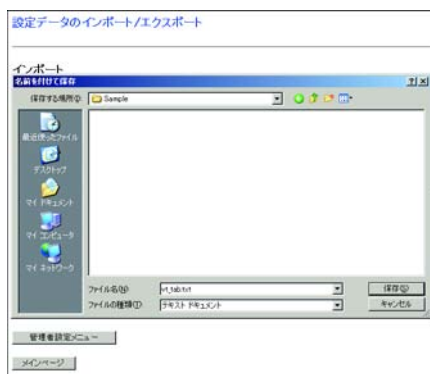 設定データのインポート/エクスポート
インポート
名前を付けて保存
保存する場所(I):
Sample
最近使ったファイル
デスクトップ
マイ ドキュメント
マイ コンピュータ
マイ ネットワーク
ファイル名(N):
保存(S)
ファイルの種類(T):
テキスト ドキュメント
キャンセル
管理者設定メニュー
メインページ